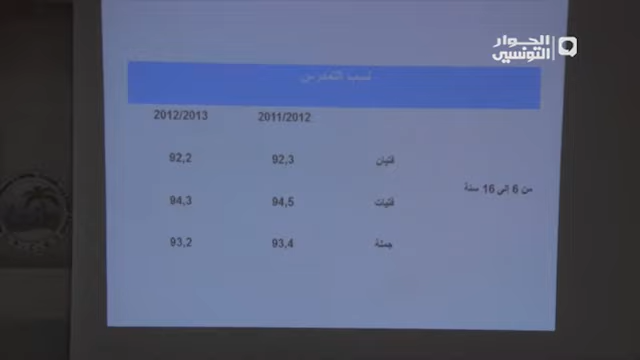 الحوار
التونسي
نسب التمدرس
2011/2012 2012/2013
من 6 إلى 16 سنة
فتيان 92,3 92,2
فتيات 94,5 94,3
جملة 93,4 93,2